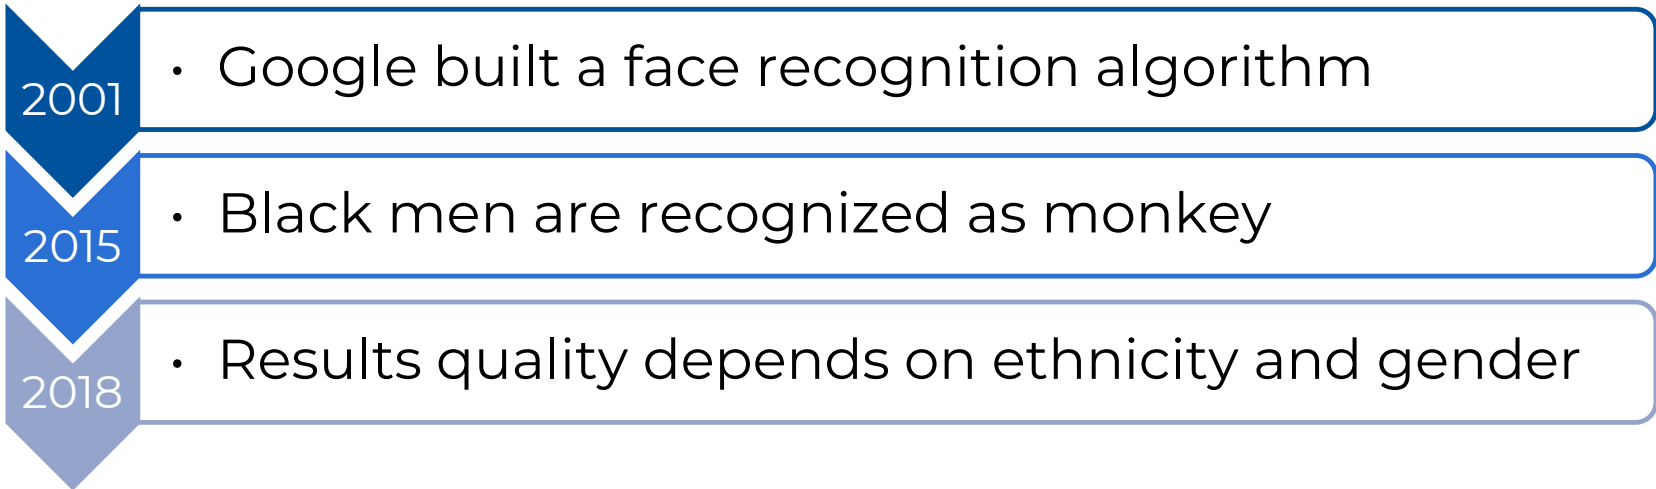 2001
• Google built a face recognition algorithm
2015
• Black men are recognized as monkey
2018
• Results quality depends on ethnicity and gender